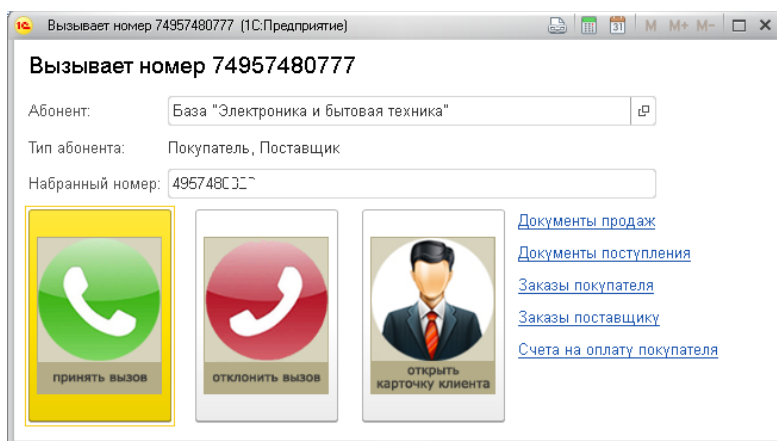 1С Вызывает номер 74957480777 (1С:Предприятие) 31 M M+ M-
Вызывает номер 74957480777
Абонент: База "Электроника и бытовая техника"
Тип абонента: Покупатель, Поставщик
Набранный номер:
Документы продаж
Документы поступления
Заказы покупателя
Заказы поставщику
Счета на оплату покупателя
принять вызов
отклонить вызов
открыть
карточку клиента